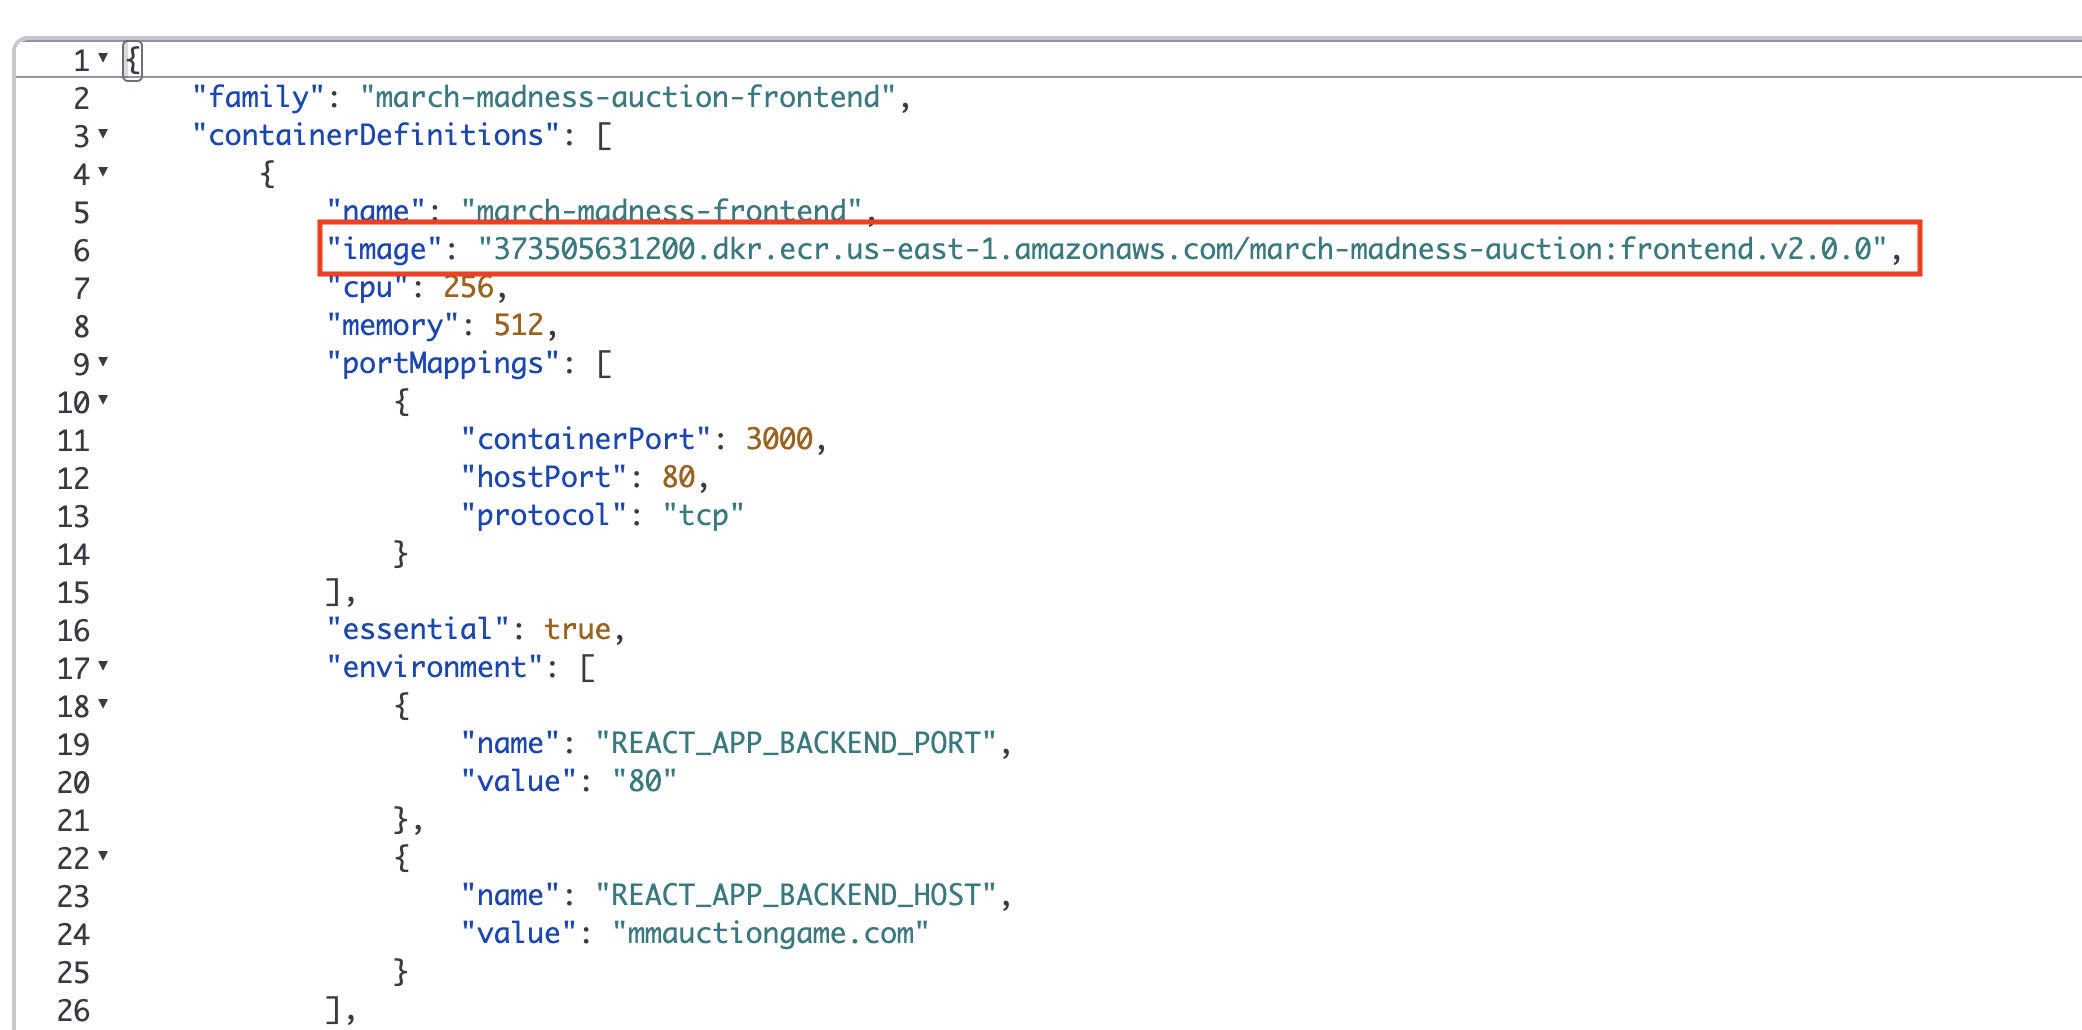 1 {
2 "family": "march-madness-auction-frontend",
3 "containerDefinitions": [
4 {
5 "name": "march-madness-frontend",
6 "image": "373505631200.dkr.ecr.us-east-1.amazonaws.com/march-madness-auction:frontend.v2.0.0",
7 "cpu": 256,
8 "memory": 512,
9 "portMappings": [
10 {
11 "containerPort": 3000,
12 "hostPort": 80,
13 "protocol": "tcp"
14 }
15 ],
16 "essential": true,
17 "environment": [
18 {
19 "name": "REACT_APP_BACKEND_PORT",
20 "value": "80"
21 },
22 {
23 "name": "REACT_APP_BACKEND_HOST",
24 "value": "mmauctiongame.com"
25 }
26 ],